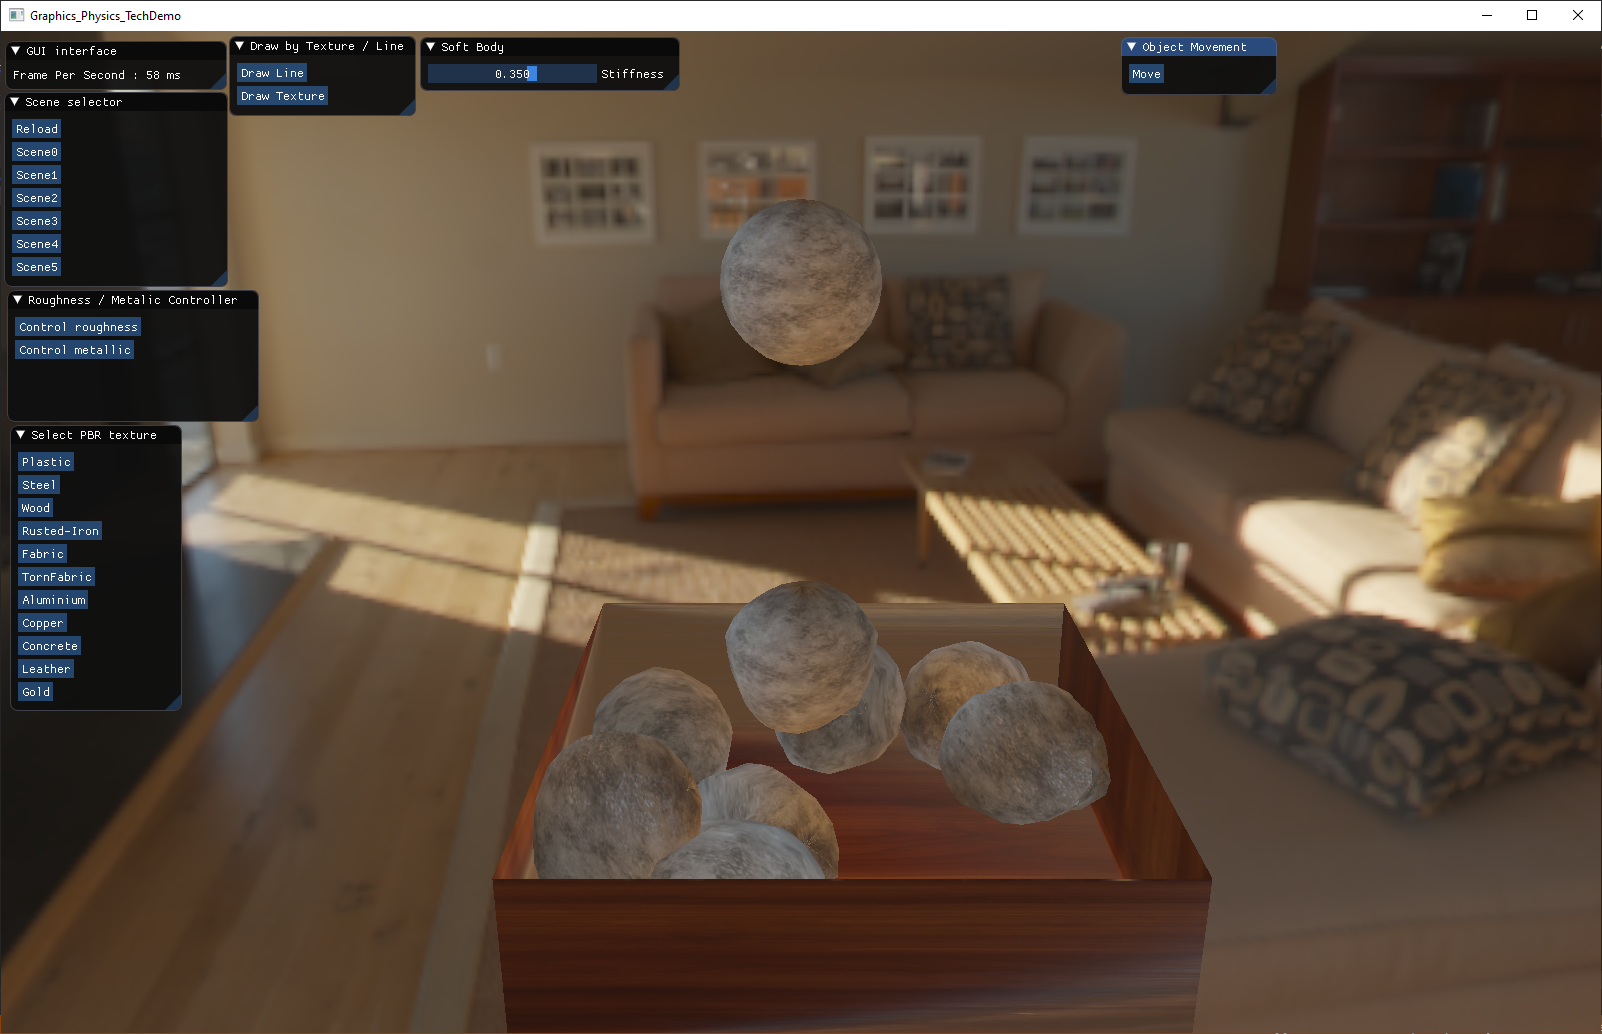 Graphics_Physics_TechDemo
GUI interface
Frame Per Second : 58 ms
Draw by Texture / Line
Draw Line
Draw Texture
Soft Body
0.350 Stiffness
Object Movement
Move
Scene selector
Reload
Scene0
Scene1
Scene2
Scene3
Scene4
Scene5
Roughness / Metalic Controller
Control roughness
Control metallic
Select PBR texture
Plastic
Steel
Wood
Rusted-Iron
Fabric
TornFabric
Aluminium
Copper
Concrete
Leather
Gold